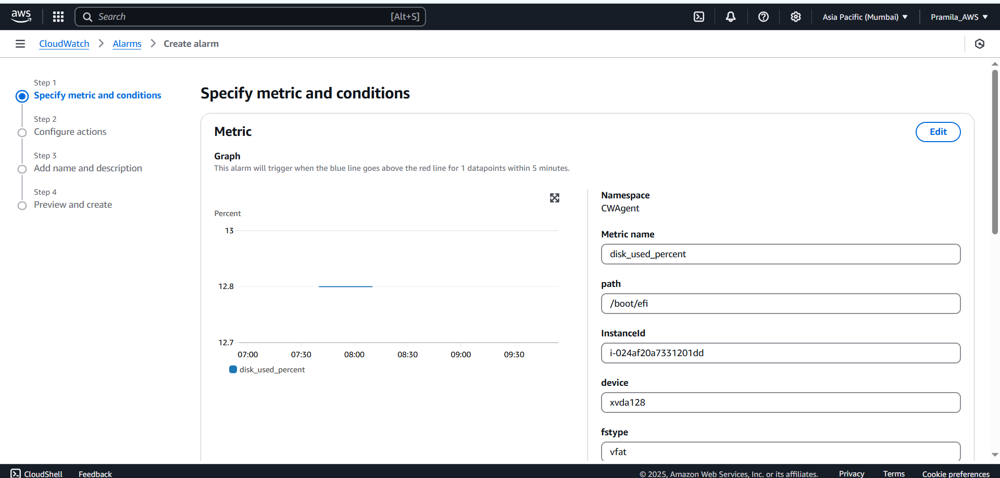 aws
Search [Alt+S]
Asia Pacific (Mumbai)
Pramila_AWS
CloudWatch
Alarms
Create alarm
Step 1
Specify metric and conditions
Step 2
Configure actions
Step 3
Add name and description
Step 4
Preview and create
Specify metric and conditions
Metric
Edit
Graph
This alarm will trigger when the blue line goes above the red line for 1 datapoints within 5 minutes.
Percent
13
12.8
12.7
07:00 07:30 08:00 08:30 09:00 09:30
disk_used_percent
Namespace
CWAgent
Metric name
disk_used_percent
path
/boot/efi
InstanceId
i-024af20a7331201dd
device
xvda128
fstype
vfat
CloudShell
Feedback
© 2025, Amazon Web Services, Inc. or its affiliates.
Privacy
Terms
Cookie preferences